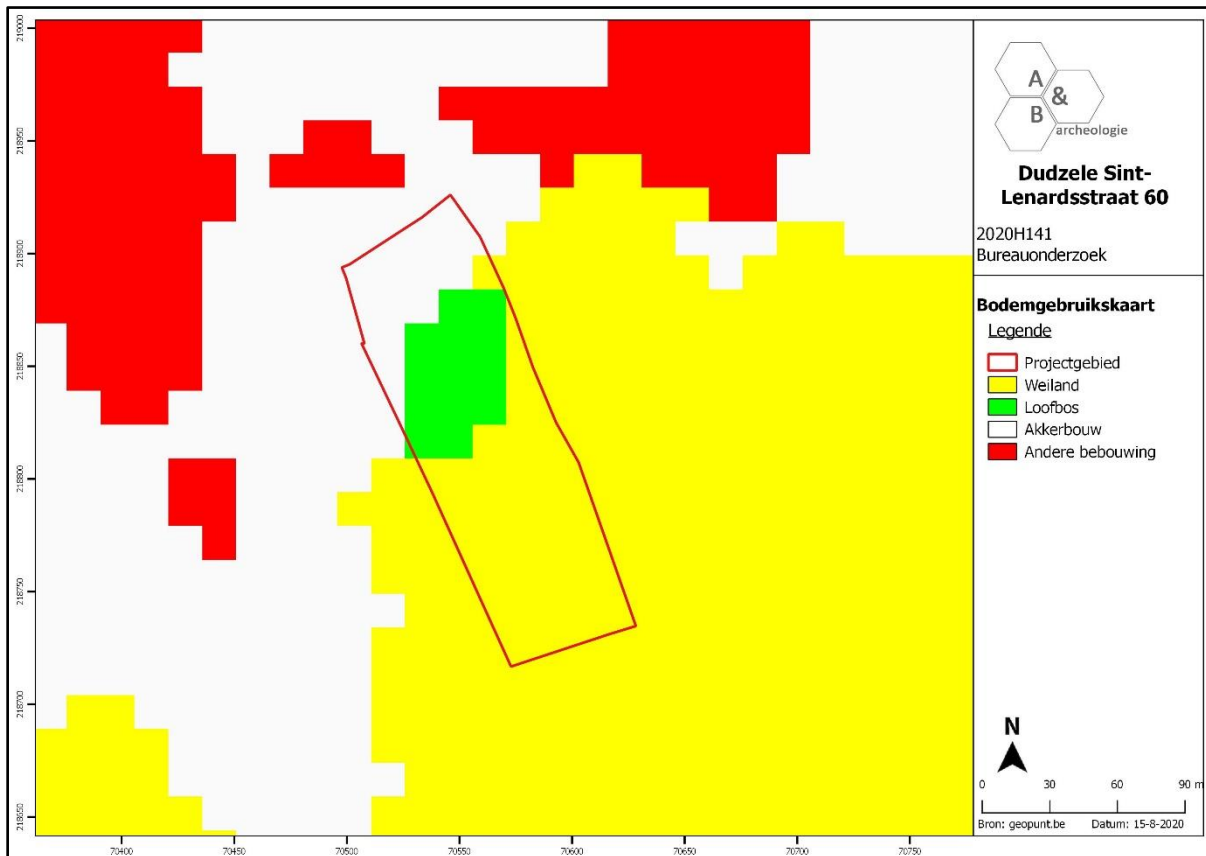 219000
218950
218900
218850
218800
218750
218700
218650
70400 70450 70500 70550 70600 70650 70700 70750
A
&
B
archeologie
Dudzele Sint-
Lenardsstraat 60
2020H141
Bureauonderzoek
Bodemgebruikskaart
Legende
Projectgebied
Weiland
Loofbos
Akkerbouw
Andere bebouwing
N
0 30 60 90 m
Bron: geopunt.be Datum: 15-8-2020